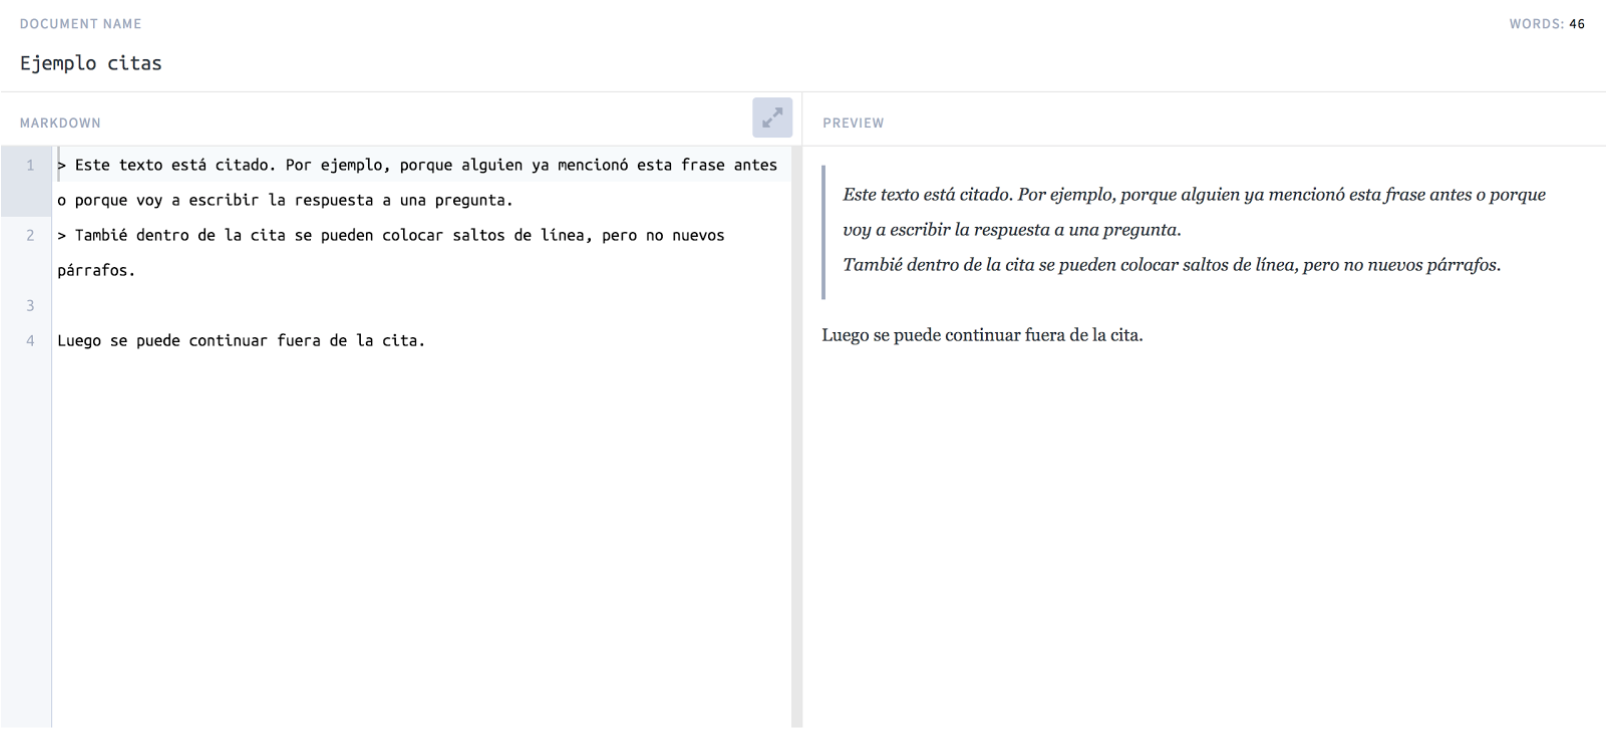 DOCUMENT NAME
WORDS: 46
Ejemplo citas
MARKDOWN
1 > Este texto está citado. Por ejemplo, porque alguien ya mencionó esta frase antes
o porque voy a escribir la respuesta a una pregunta.
2 > Tambié dentro de la cita se pueden colocar saltos de línea, pero no nuevos
párrafos.
3
4 Luego se puede continuar fuera de la cita.
PREVIEW
Este texto está citado. Por ejemplo, porque alguien ya mencionó esta frase antes o porque
voy a escribir la respuesta a una pregunta.
Tambié dentro de la cita se pueden colocar saltos de línea, pero no nuevos párrafos.
Luego se puede continuar fuera de la cita.